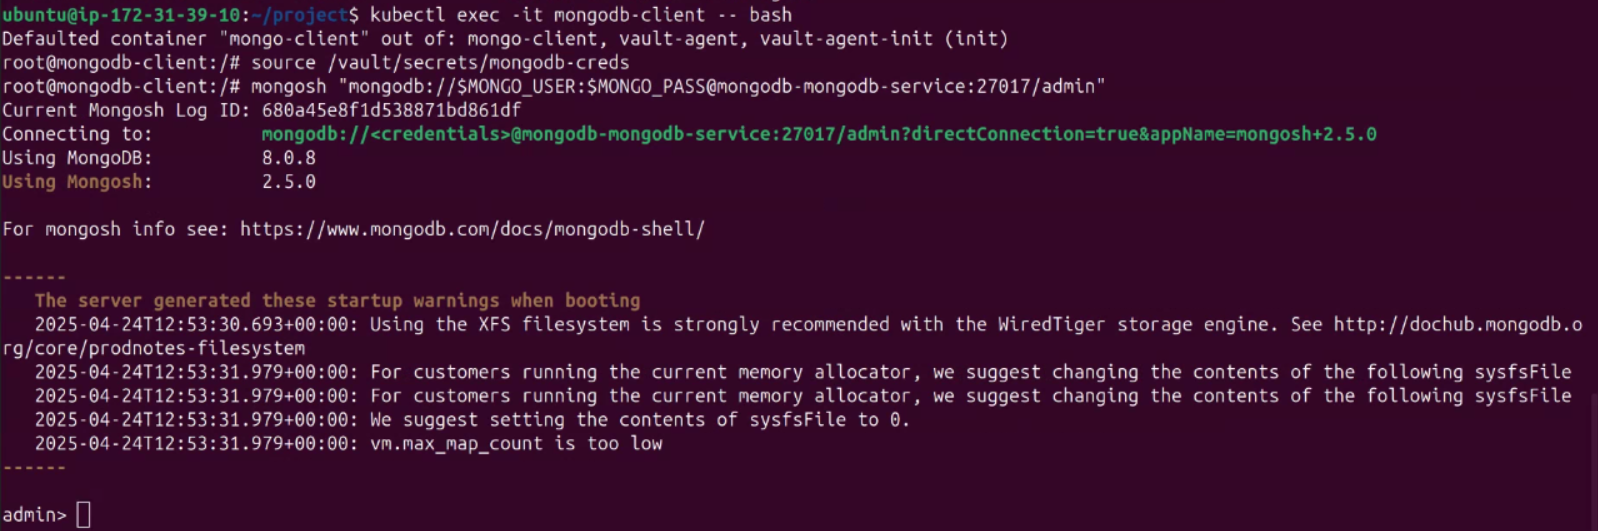 ubuntu@ip-172-31-39-10:~/project$ kubectl exec -it mongodb-client -- bash
Defaulted container "mongo-client" out of: mongo-client, vault-agent, vault-agent-init (init)
root@mongodb-client:/# source /vault/secrets/mongodb-creds
root@mongodb-client:/# mongosh "mongodb://$MONGO_USER:$MONGO_PASS@mongodb-mongodb-service:27017/admin"
Current Mongosh Log ID: 680a45e8f1d538871bd861df
Connecting to:          mongodb://<credentials>@mongodb-mongodb-service:27017/admin?directConnection=true&appName=mongosh+2.5.0
Using MongoDB:          8.0.8
Using Mongosh:          2.5.0
For mongosh info see: https://www.mongodb.com/docs/mongodb-shell/
------
   The server generated these startup warnings when booting
   2025-04-24T12:53:30.693+00:00: Using the XFS filesystem is strongly recommended with the WiredTiger storage engine. See http://dochub.mongodb.o
rg/core/prodnotes-filesystem
   2025-04-24T12:53:31.979+00:00: For customers running the current memory allocator, we suggest changing the contents of the following sysfsFile
   2025-04-24T12:53:31.979+00:00: For customers running the current memory allocator, we suggest changing the contents of the following sysfsFile
   2025-04-24T12:53:31.979+00:00: We suggest setting the contents of sysfsFile to 0.
   2025-04-24T12:53:31.979+00:00: vm.max_map_count is too low
------
admin>